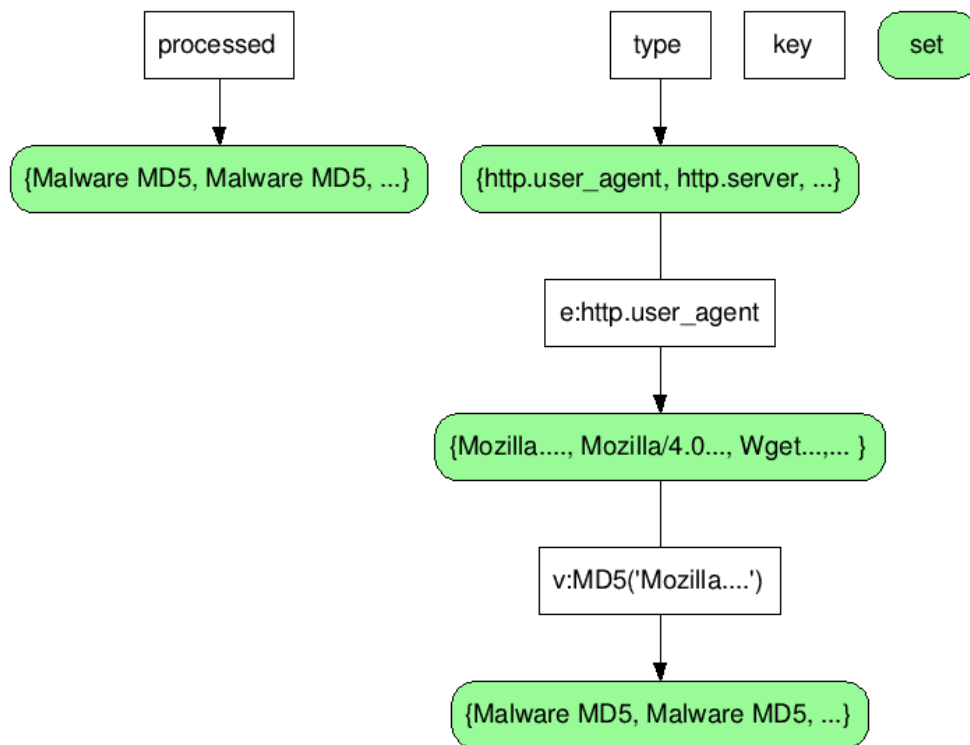 processed
type
key
set
{Malware MD5, Malware MD5, ...}
{http.user_agent, http.server, ...}
e:http.user_agent
{Mozilla...., Mozilla/4.0..., Wget...,... }
v:MD5('Mozilla....')
{Malware MD5, Malware MD5, ...}